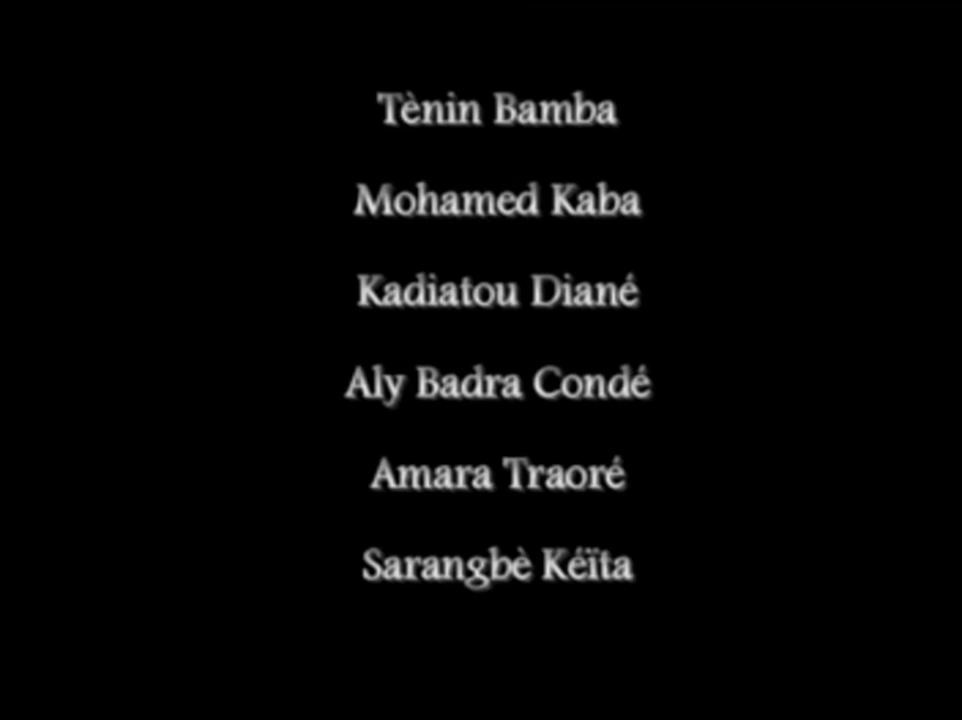 Tènin Bamba
Mohamed Kaba
Kadiatou Diané
Aly Badra Condé
Amara Traoré
Sarangbè Kéïta